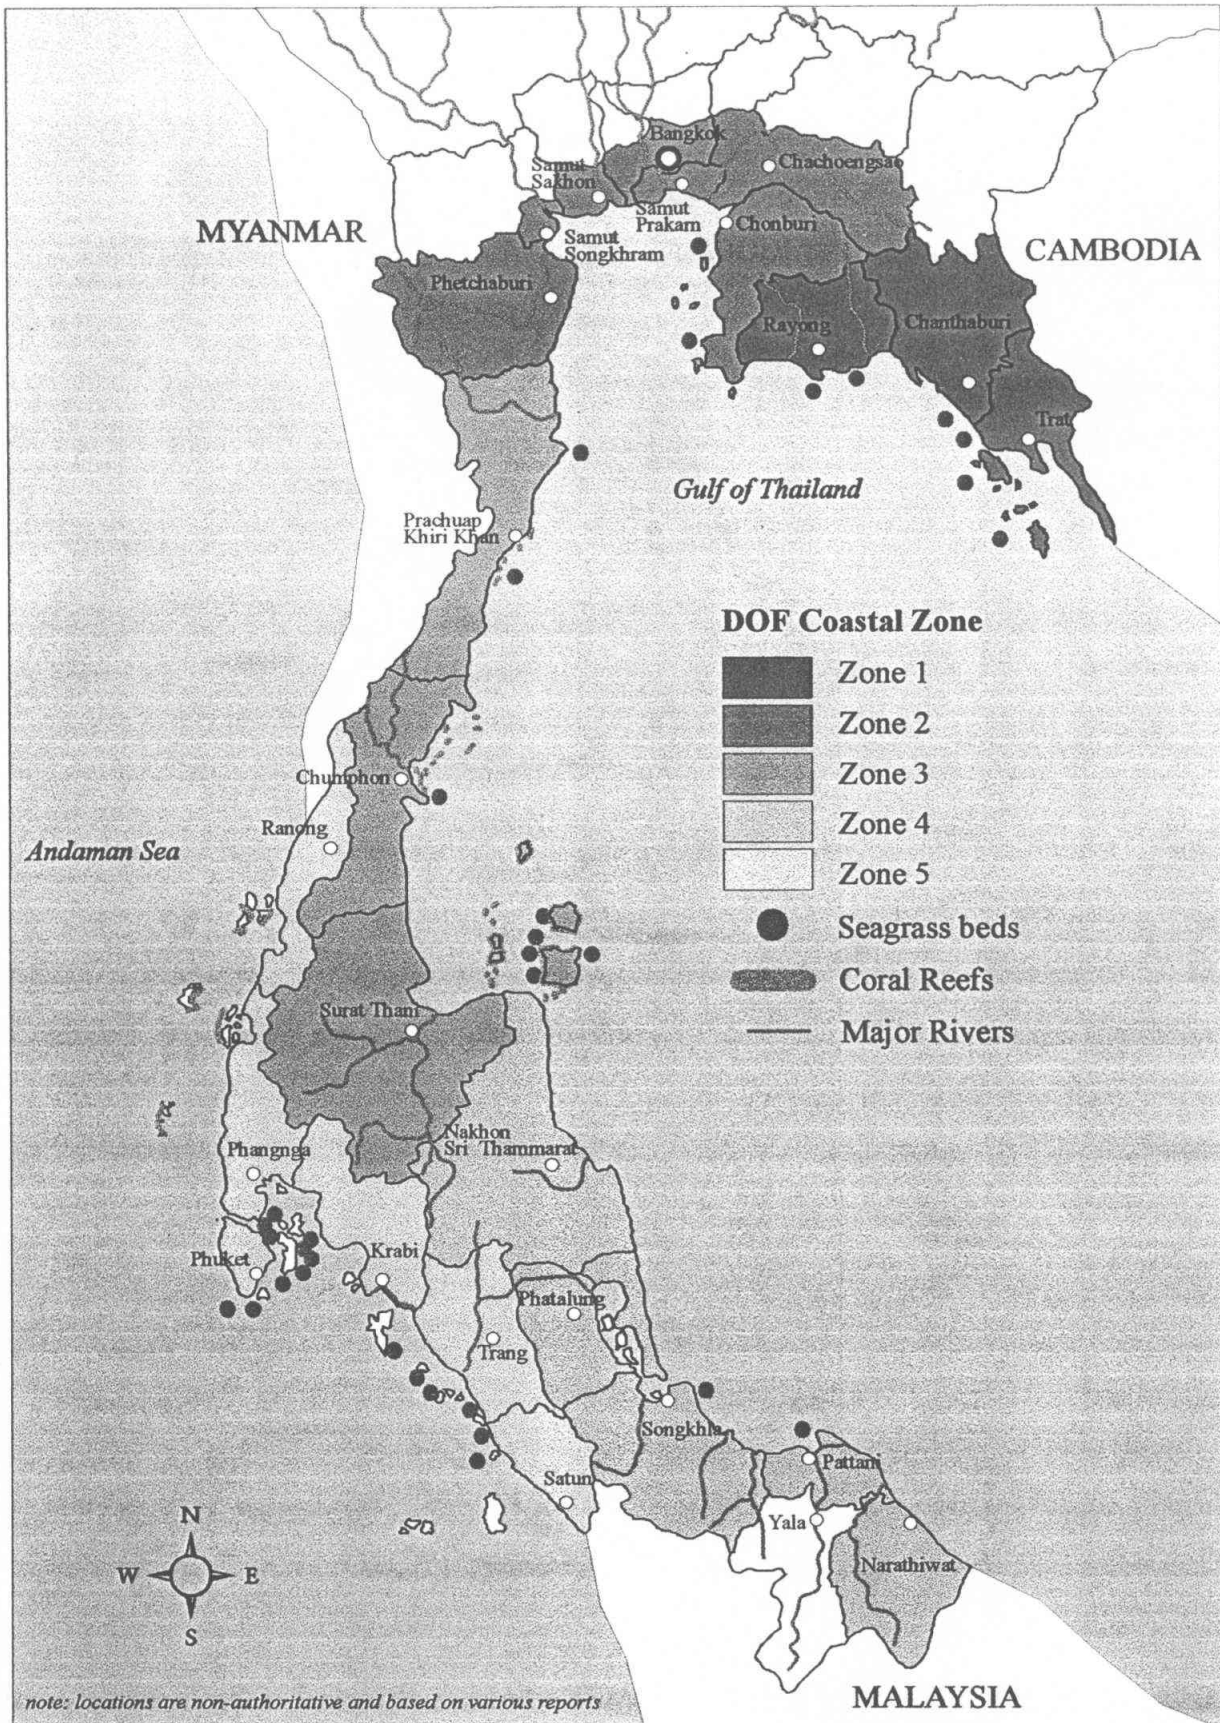 Bangkok
Samut
Sakhon
Chachoengsao
Samut
Prakarn
Chonburi
MYANMAR
Samut
Songkhram
CAMBODIA
Phetchaburi
Rayong
Chanthaburi
Trat
Gulf of Thailand
Prachuap
Khiri Khan
DOF Coastal Zone
Zone 1
Zone 2
Zone 3
Zone 4
Zone 5
Seagrass beds
Coral Reefs
Major Rivers
Chumphon
Ranong
Andaman Sea
Surat Thani
Nakhon
Sri Thammarat
Phangnga
Phuket
Krabi
Phatalung
Trang
Songkhla
Pattani
Satun
Yala
Narathiwat
N
W
E
S
MALAYSIA
note: locations are non-authoritative and based on various reports